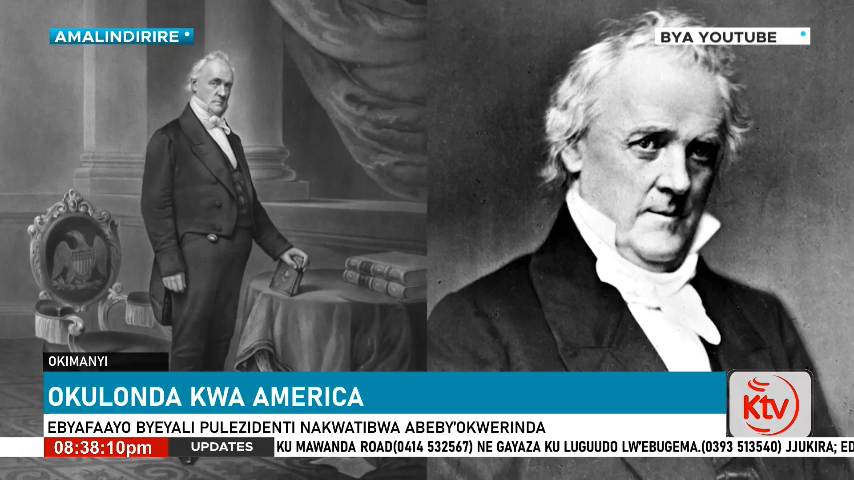 AMALINDIRIRE
BYA YOUTUBE
OKIMANYI
OKULONDA KWA AMERICA
Ktv
EBYAFAAYO BYEYALI PULEZIDENTI NAKWATIBWA ABEBY'OKWERINDA
08:38:10pm UPDATES KU MAWANDA ROAD(0414 532567) NE GAYAZA KU LUGUUDO LW'EBUGEMA.(0393 513540) JJUKIRA; ED